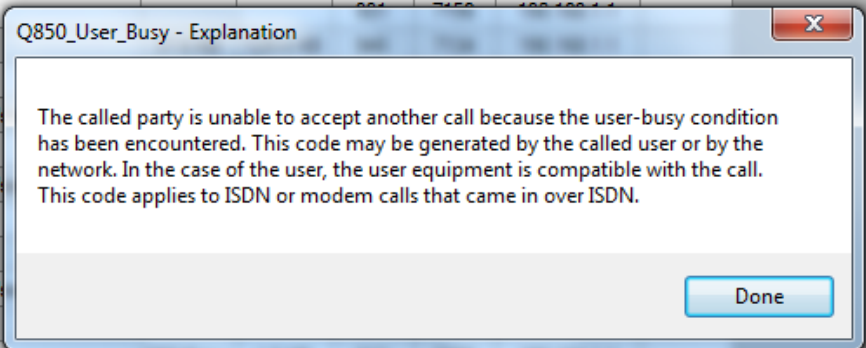 Q850_User_Busy - Explanation
The called party is unable to accept another call because the user-busy condition
has been encountered. This code may be generated by the called user or by the
network. In the case of the user, the user equipment is compatible with the call.
This code applies to ISDN or modem calls that came in over ISDN.
Done